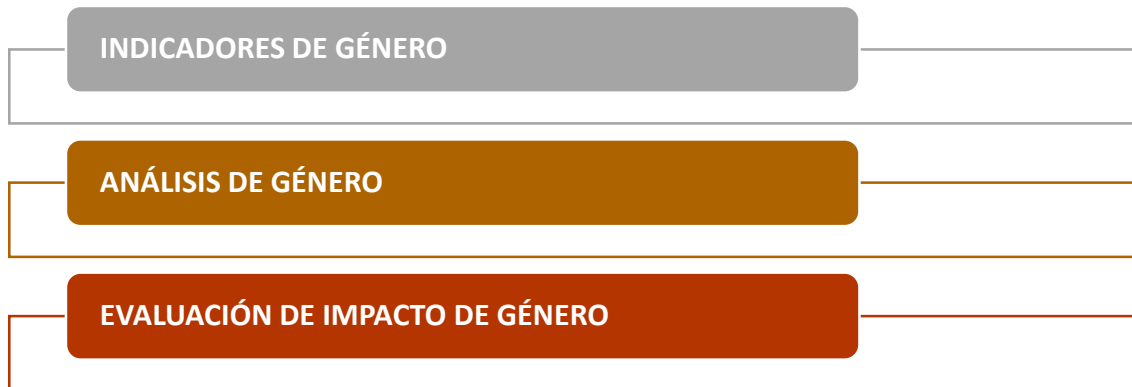 INDICADORES DE GÉNERO
ANÁLISIS DE GÉNERO
EVALUACIÓN DE IMPACTO DE GÉNERO